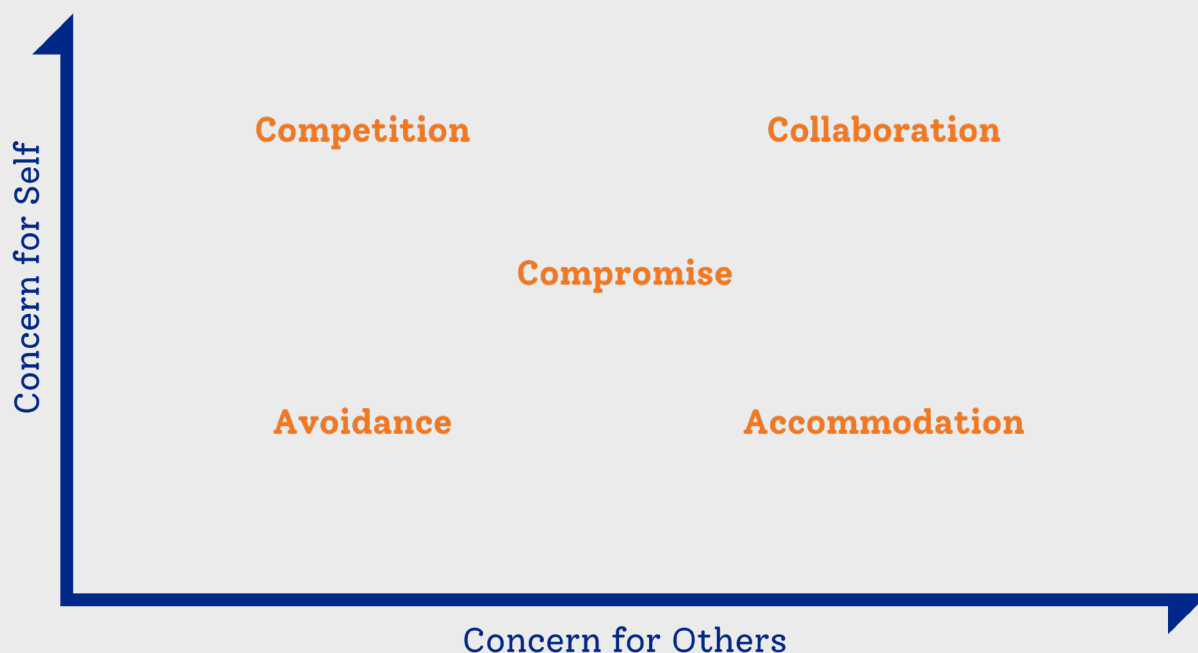 Concern for Self
Competition
Collaboration
Compromise
Avoidance
Accommodation
Concern for Others